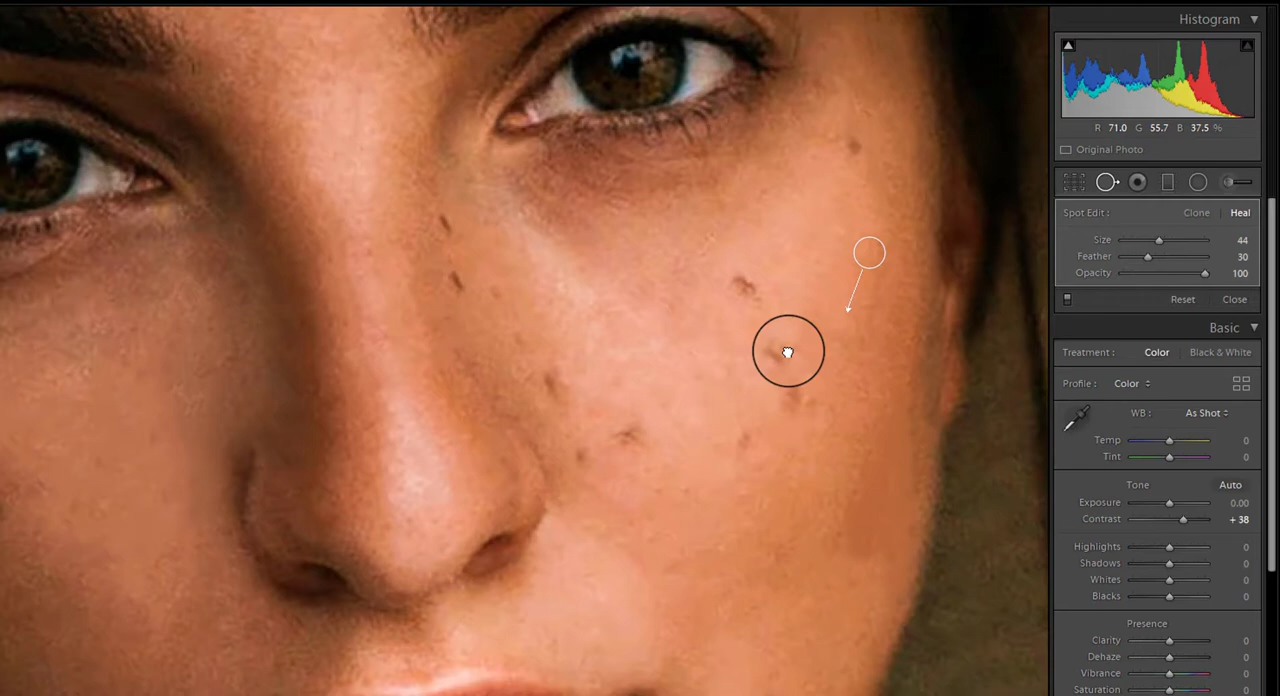 Histogram
R 71.0 G 55.7 B 37.5 %
Original Photo
Spot Edit : Clone | Heal
Size 44
Feather 30
Opacity 100
Reset Close
Basic
Treatment : Color | Black & White
Profile : Color
WB : As Shot
Temp 0
Tint 0
Tone Auto
Exposure 0.00
Contrast + 38
Highlights 0
Shadows 0
Whites 0
Blacks 0
Presence
Clarity 0
Dehaze 0
Vibrance 0
Saturation 0